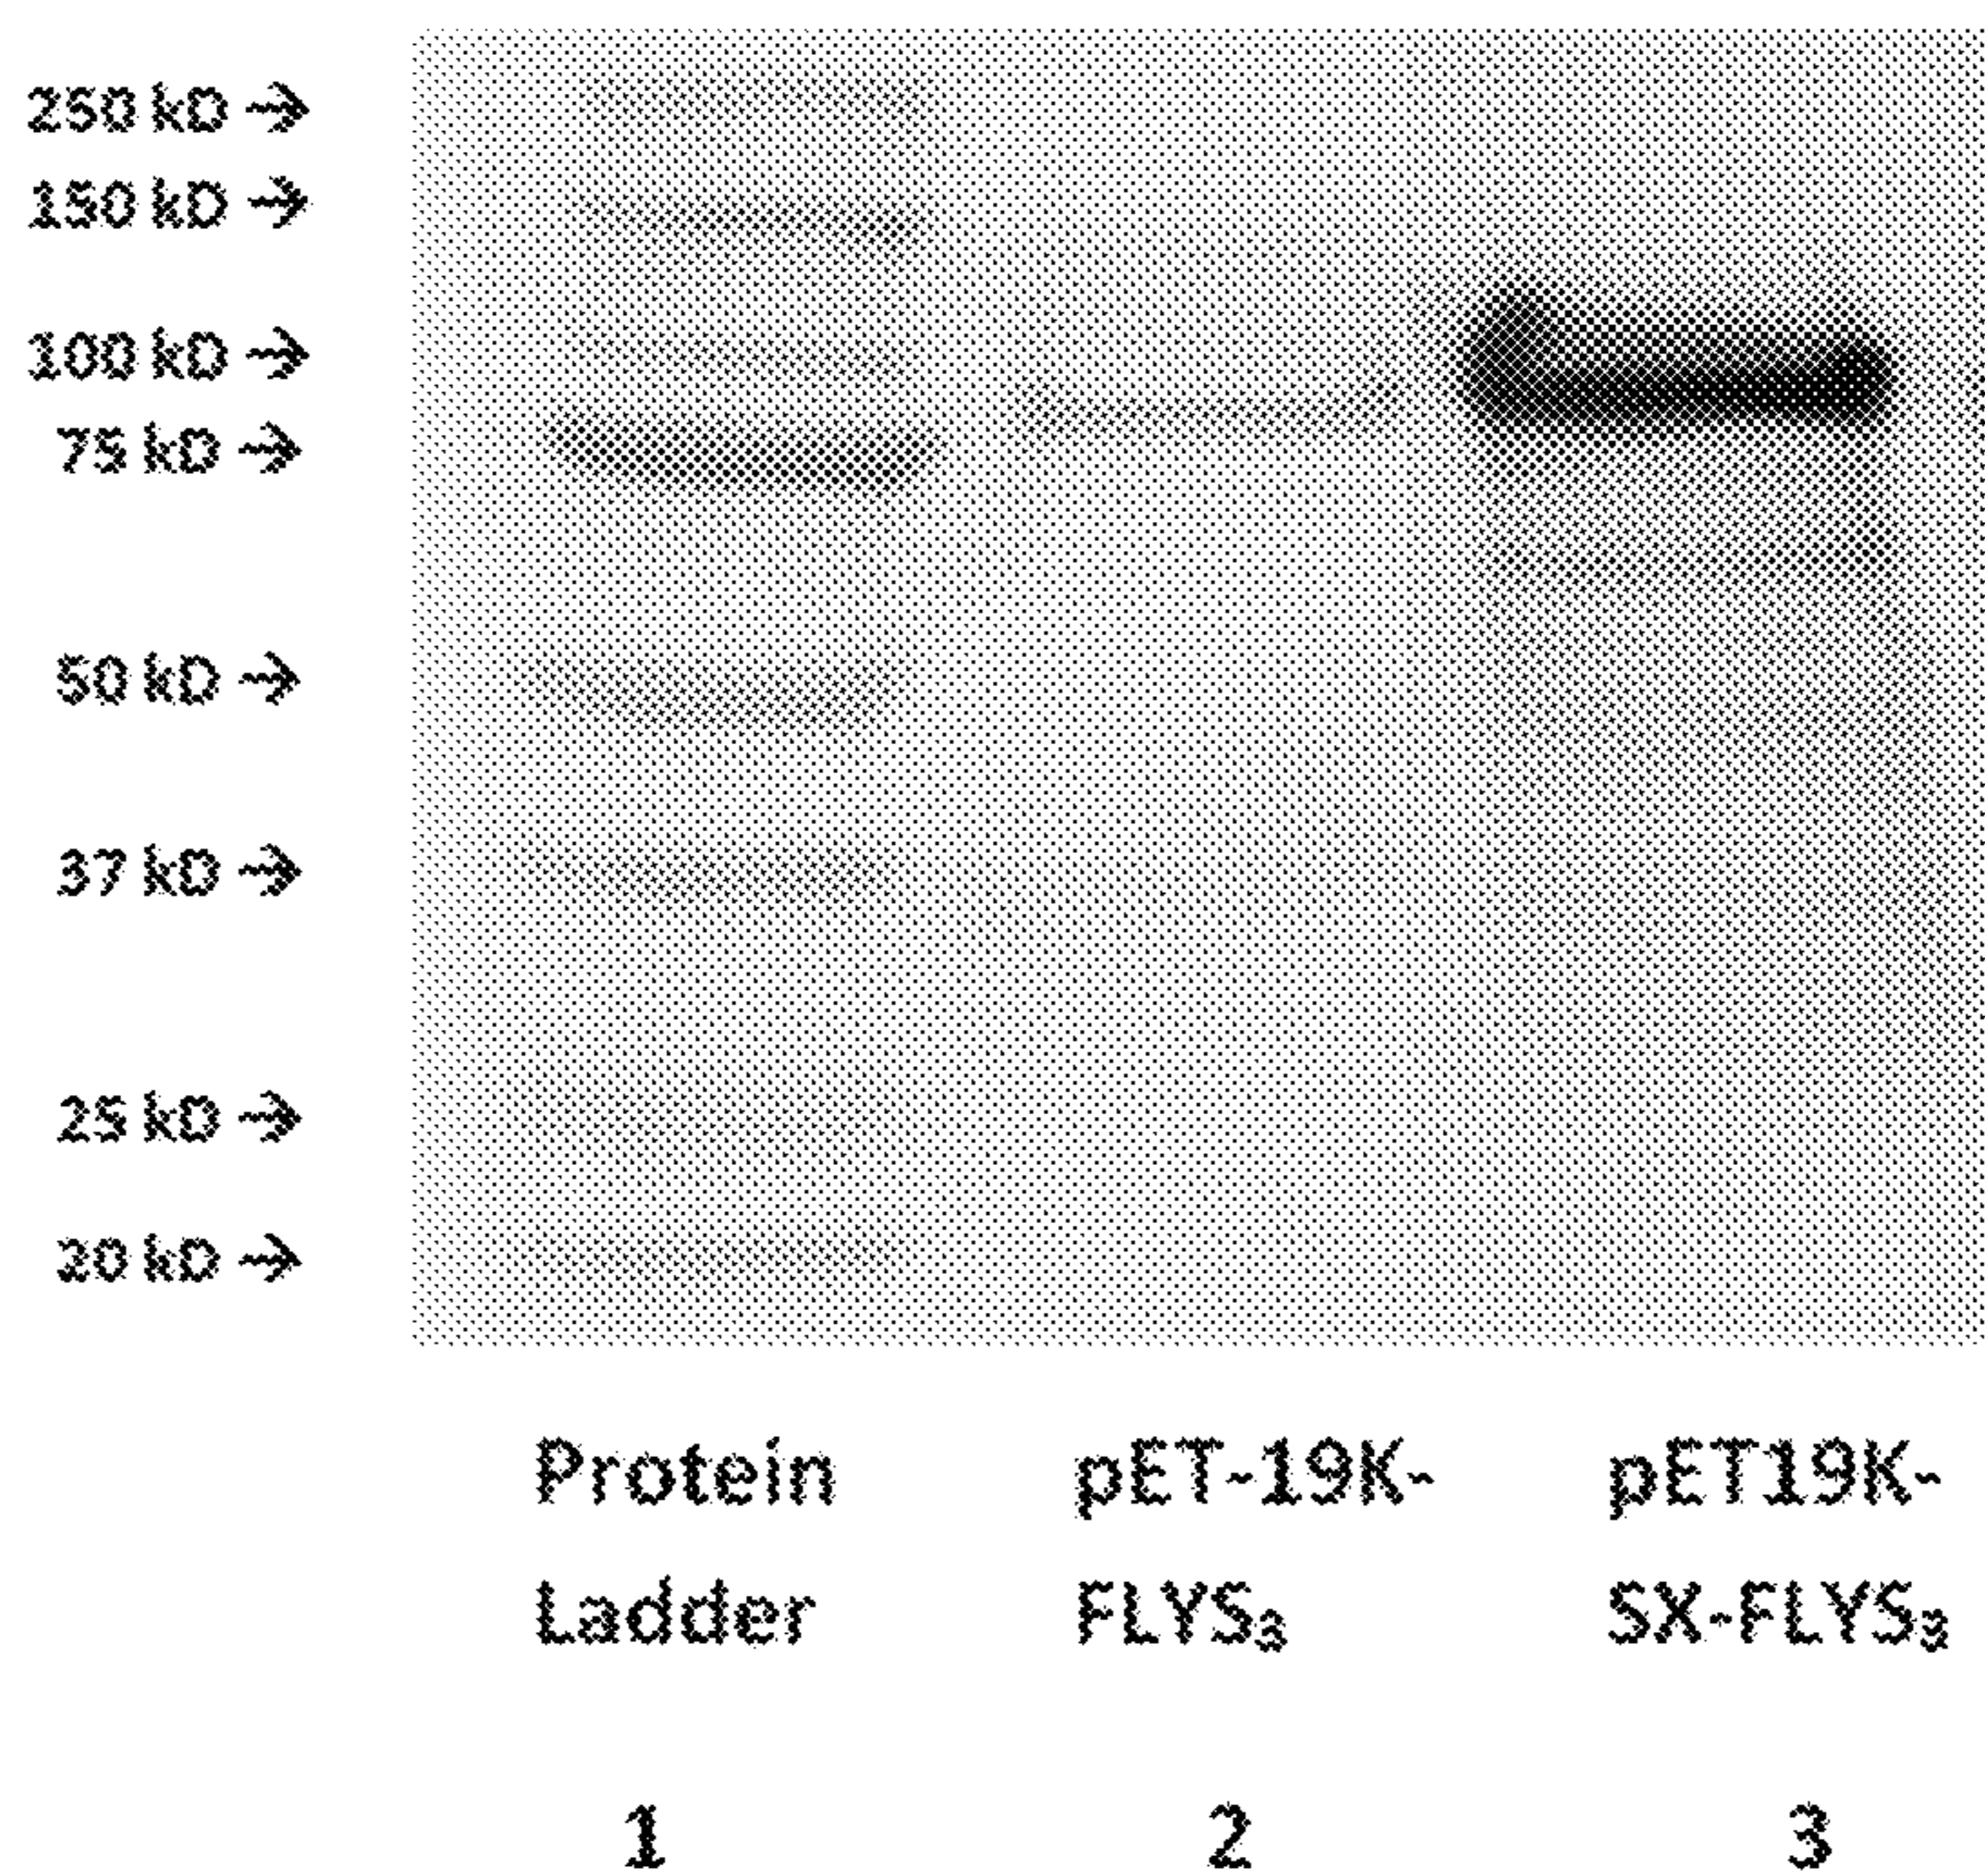 250 kD →
150 kD →
100 kD →
75 kD →
50 kD →
37 kD →
25 kD →
20 kD →
Protein pET-19K- pET19K-
Ladder FLYS₃ SX-FLYS₃
1 2 3